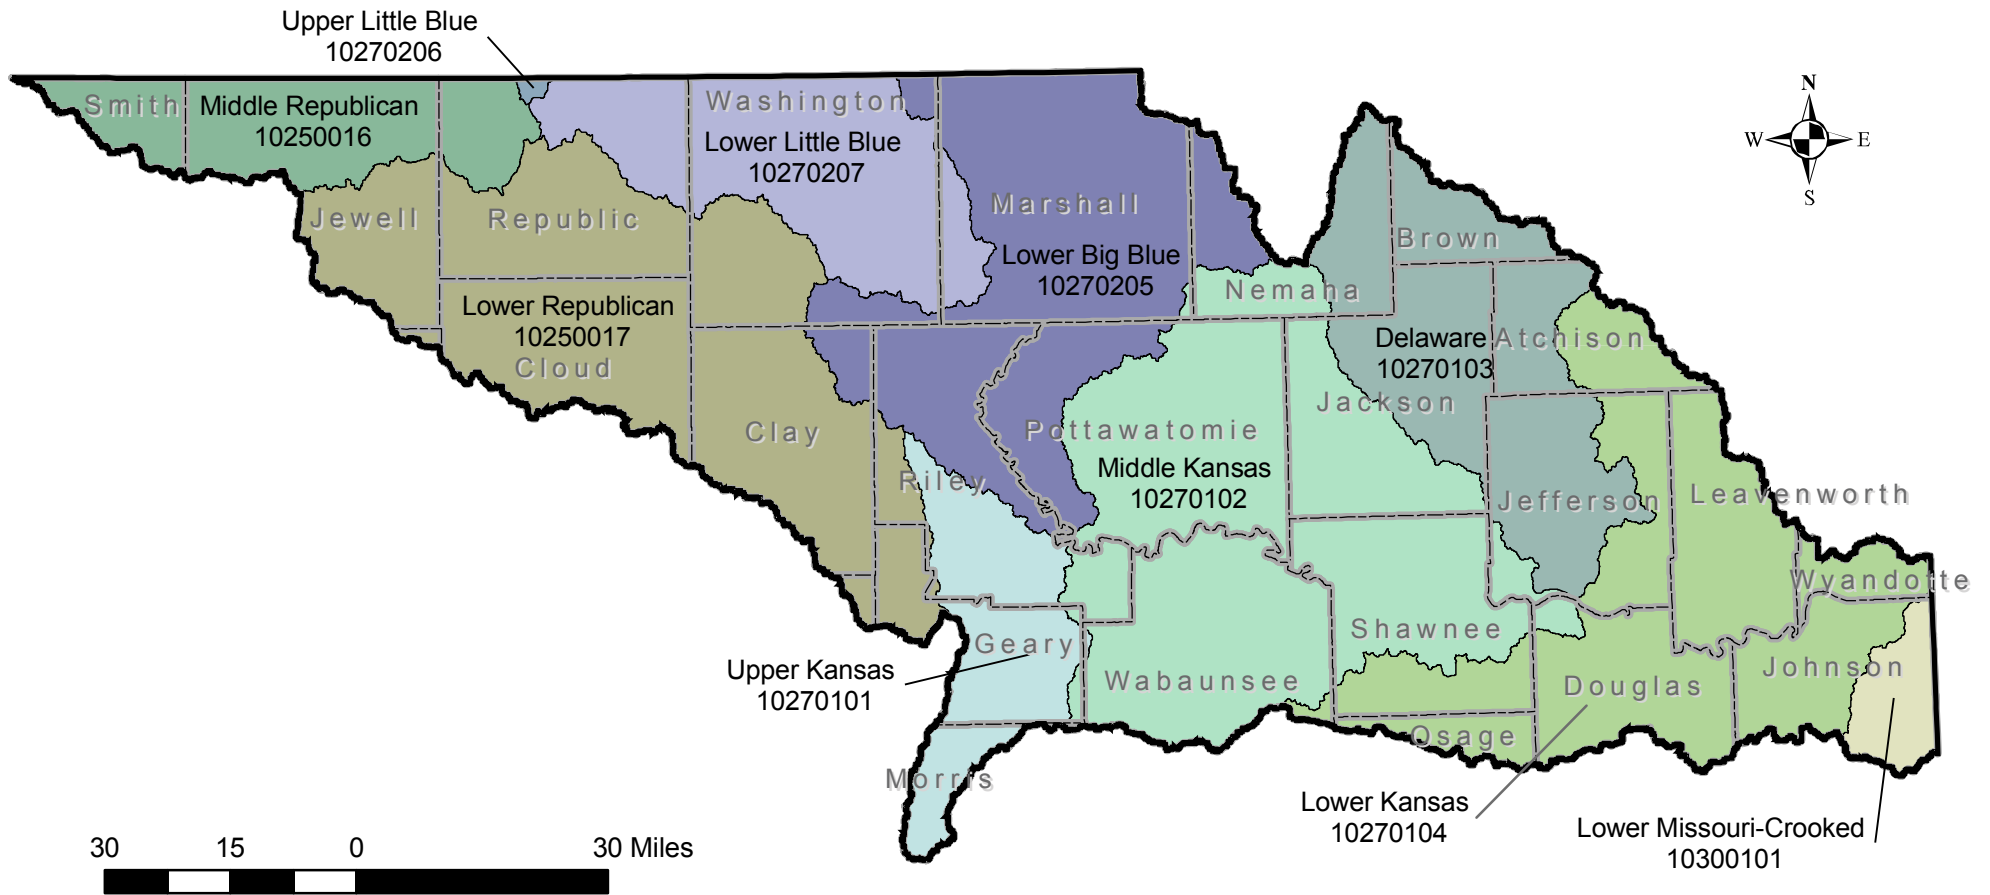 Upper Little Blue
10270206
N
W
E
S
Smith
Middle Republican
10250016
Washington
Lower Little Blue
10270207
Marshall
Lower Big Blue
10270205
Jewell
Republic
Brown
Nemaha
Lower Republican
10250017
Cloud
Delaware
10270103
Atchison
Jackson
Clay
Pottawatomie
Middle Kansas
10270102
Riley
Jefferson
Leavenworth
Wyandotte
Geary
Shawnee
Upper Kansas
10270101
Wabaunsee
Johnson
Douglas
Osage
Morris
Lower Kansas
10270104
Lower Missouri-Crooked
10300101
30 15 0 30 Miles